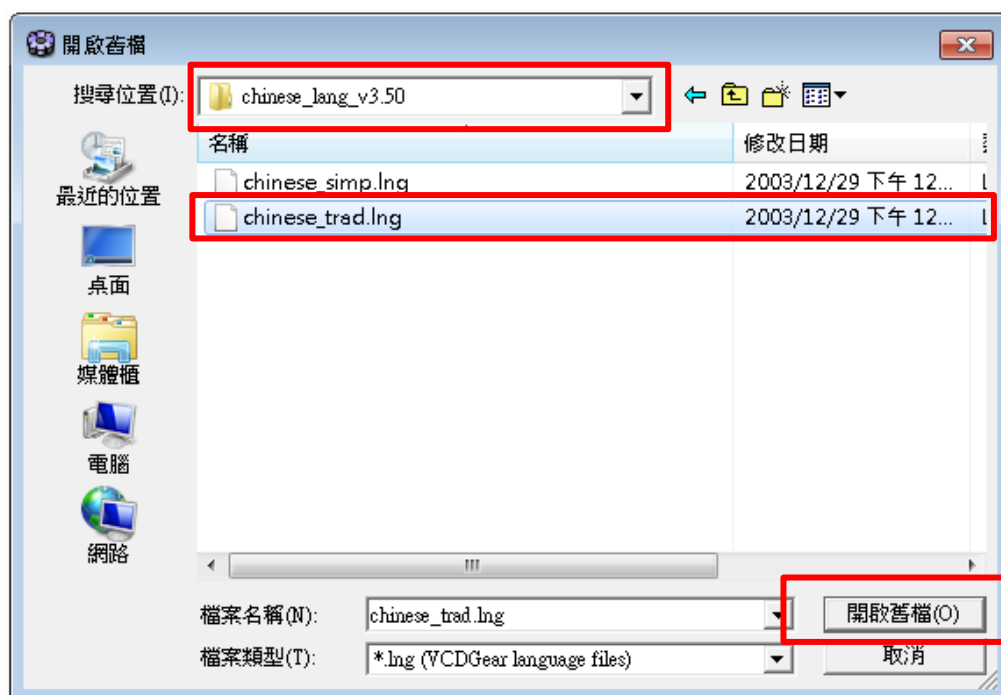 開啟舊檔
搜尋位置(I):
chinese_lang_v3.50
名稱
修改日期
chinese_simp.lng
2003/12/29 下午 12...
chinese_trad.lng
2003/12/29 下午 12...
最近的位置
桌面
媒體櫃
電腦
網路
檔案名稱(N):
chinese_trad.lng
開啟舊檔(O)
檔案類型(T):
*.lng (VCDGear language files)
取消